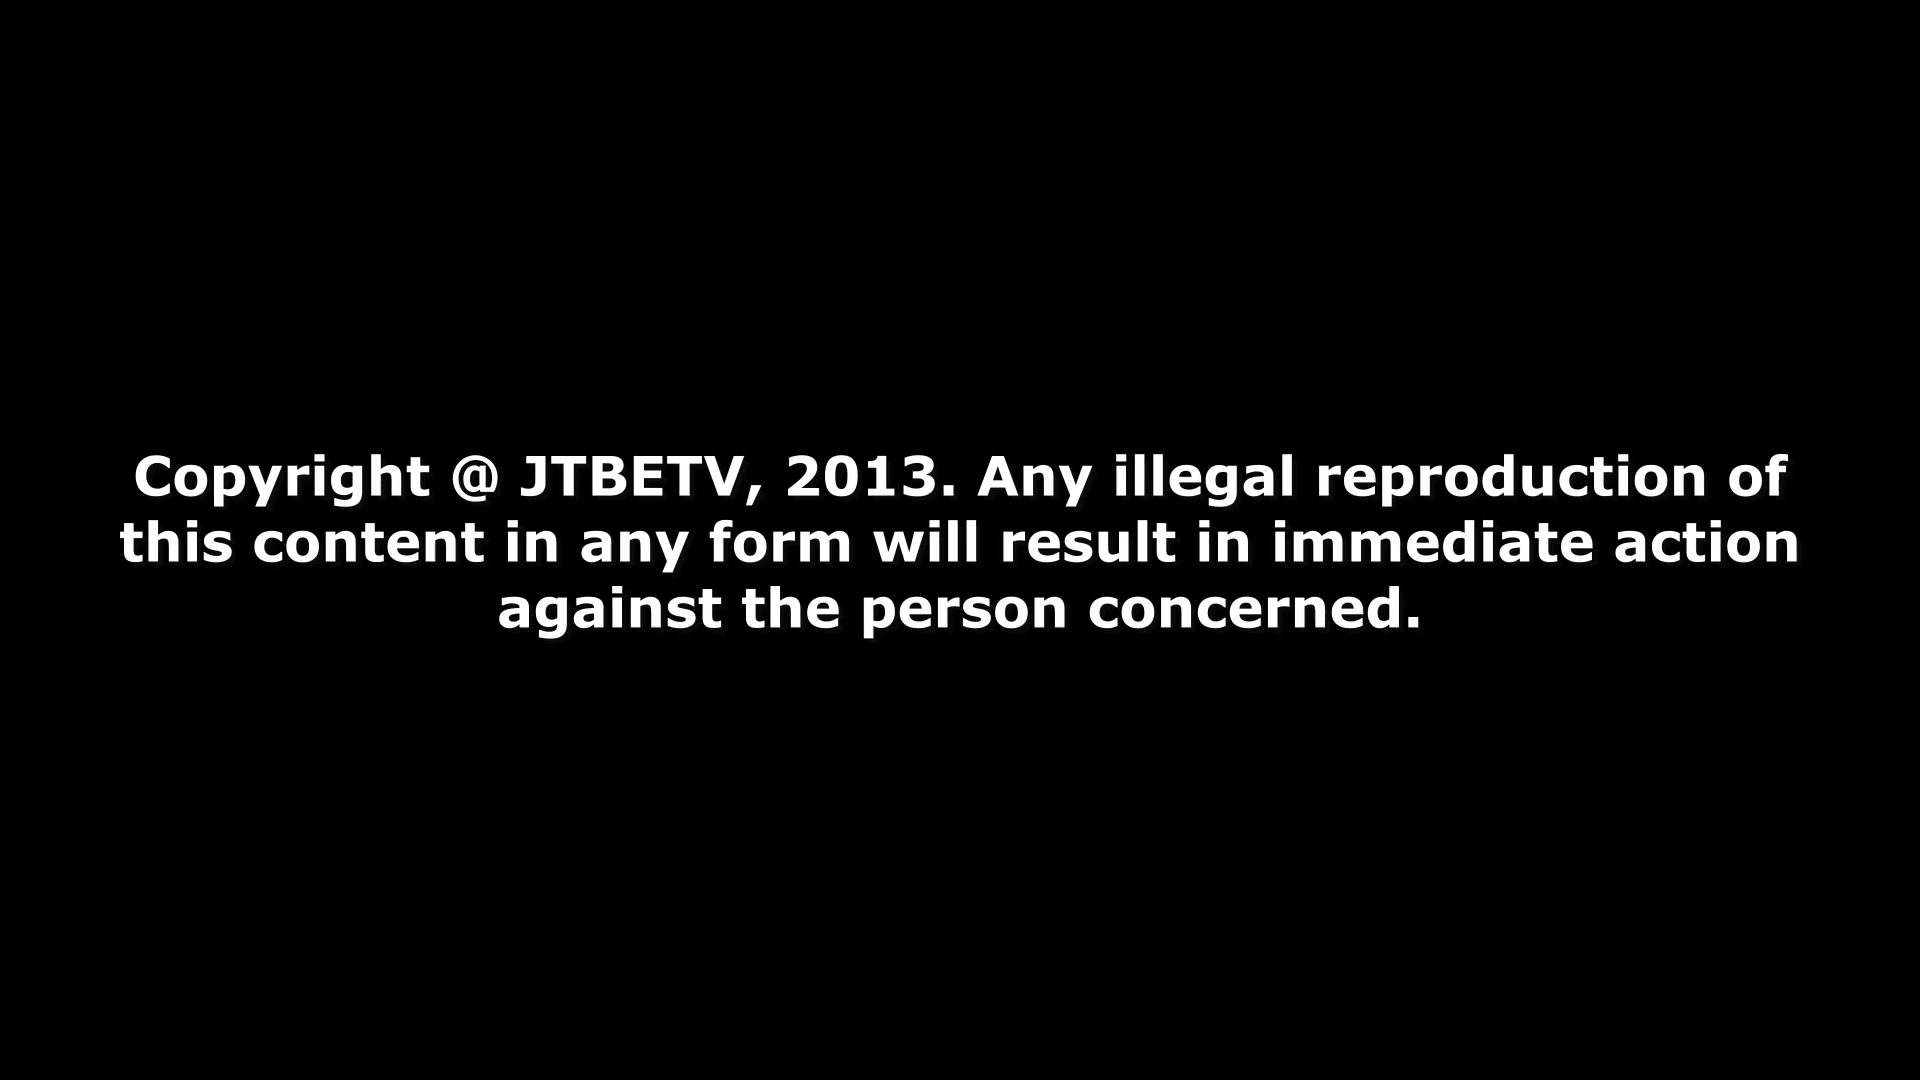 Copyright @ JTBETV, 2013. Any illegal reproduction of
this content in any form will result in immediate action
against the person concerned.